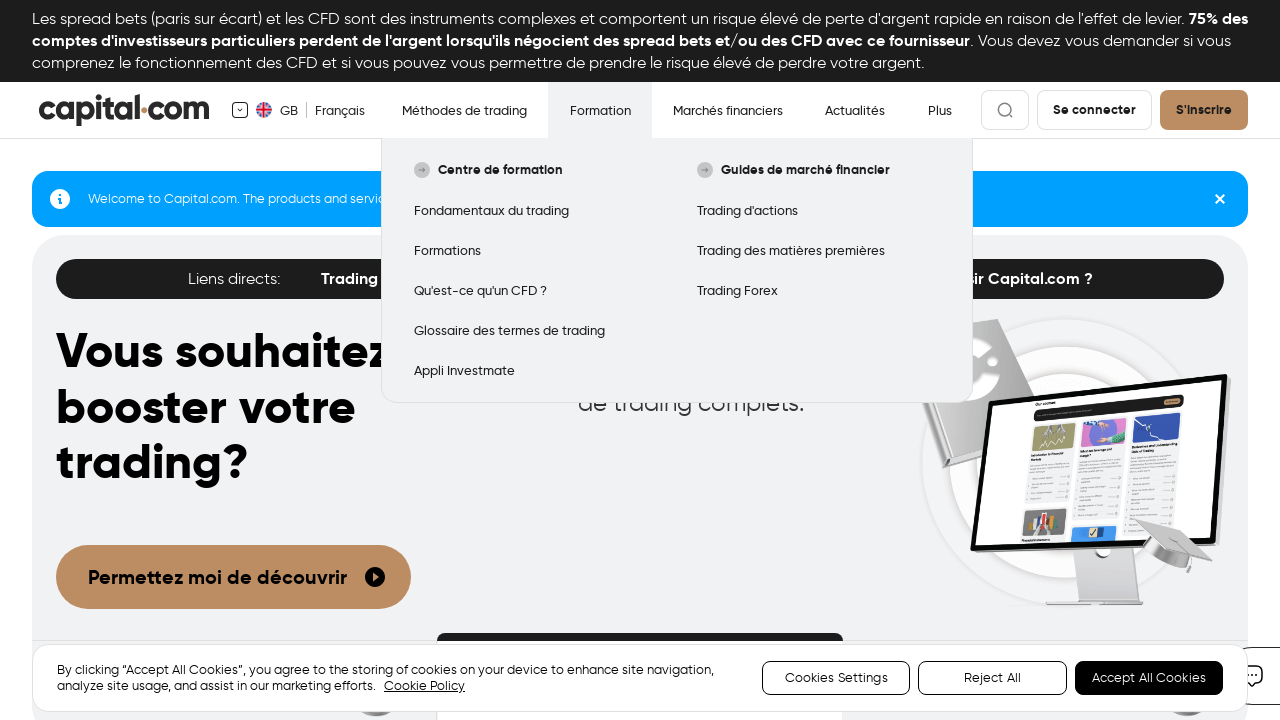 Les spread bets (paris sur écart) et les CFD sont des instruments complexes et comportent un risque élevé de perte d'argent rapide en raison de l'effet de levier. 75% des
comptes d'investisseurs particuliers perdent de l'argent lorsqu'ils négocient des spread bets et/ou des CFD avec ce fournisseur. Vous devez vous demander si vous
comprenez le fonctionnement des CFD et si vous pouvez vous permettre de prendre le risque élevé de perdre votre argent.
capital.com
GB Français
Méthodes de trading
Formation
Marchés financiers
Actualités
Plus
Se connecter
S'inscrire
Centre de formation
Fondamentaux du trading
Formations
Qu'est-ce qu'un CFD ?
Glossaire des termes de trading
Appli Investmate
Guides de marché financier
Trading d'actions
Trading des matières premières
Trading Forex
Welcome to Capital.com. The products and
Liens directs: Trading
Capital.com ?
Vous souhaitez
booster votre
trading?
de trading complets.
Permettez moi de découvrir
By clicking “Accept All Cookies”, you agree to the storing of cookies on your device to enhance site navigation,
analyze site usage, and assist in our marketing efforts. Cookie Policy
Cookies Settings
Reject All
Accept All Cookies